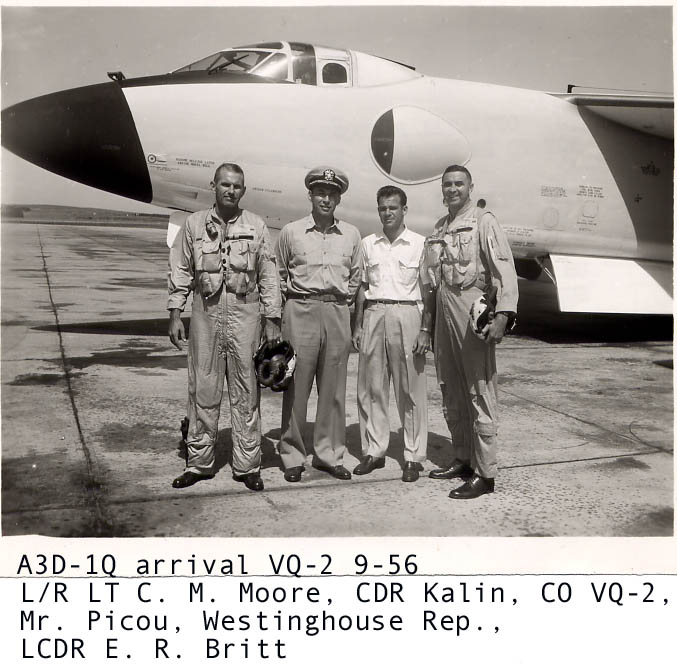 A3D-1Q arrival VQ-2 9-56
L/R LT C. M. Moore, CDR Kalin, CO VQ-2,
Mr. Picou, Westinghouse Rep.,
LCDR E. R. Britt